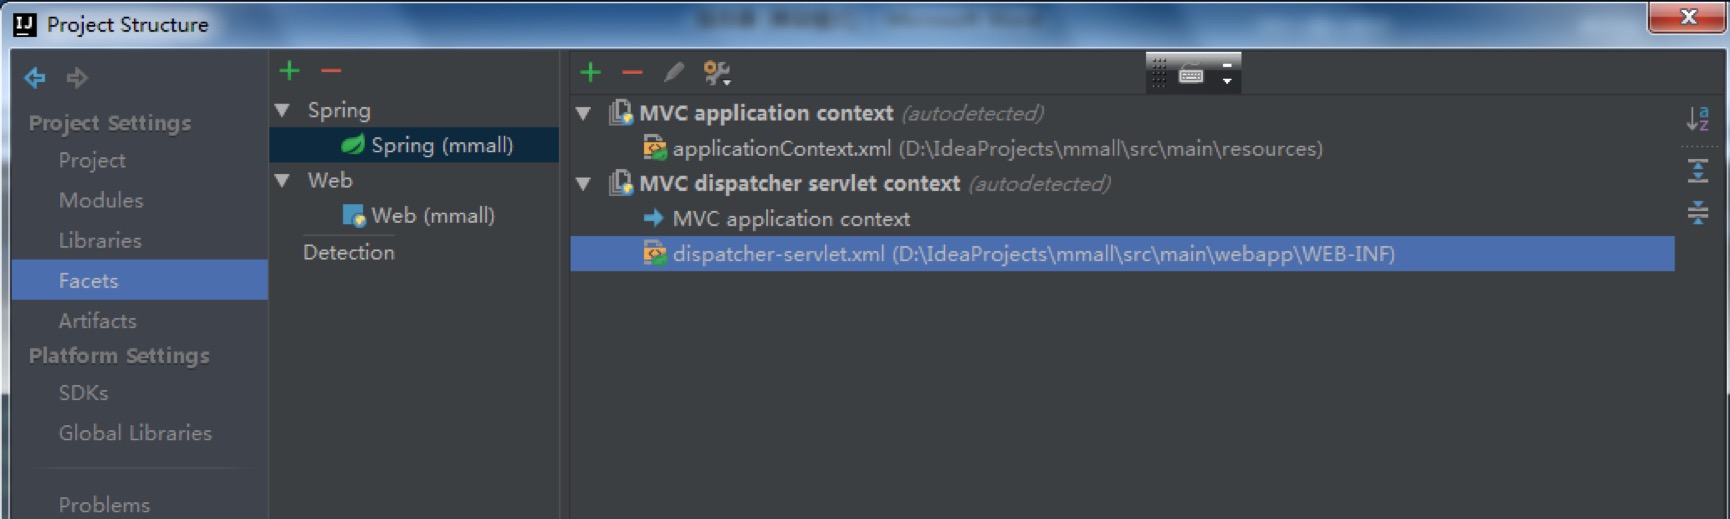 Project Structure
Project Settings
Project
Modules
Libraries
Facets
Artifacts
Platform Settings
SDKs
Global Libraries
Problems
Spring
Spring (mmall)
Web
Web (mmall)
Detection
MVC application context (autodetected)
applicationContext.xml (D:\IdeaProjects\mmall\src\main\resources)
MVC dispatcher servlet context (autodetected)
MVC application context
dispatcher-servlet.xml (D:\IdeaProjects\mmall\src\main\webapp\WEB-INF)